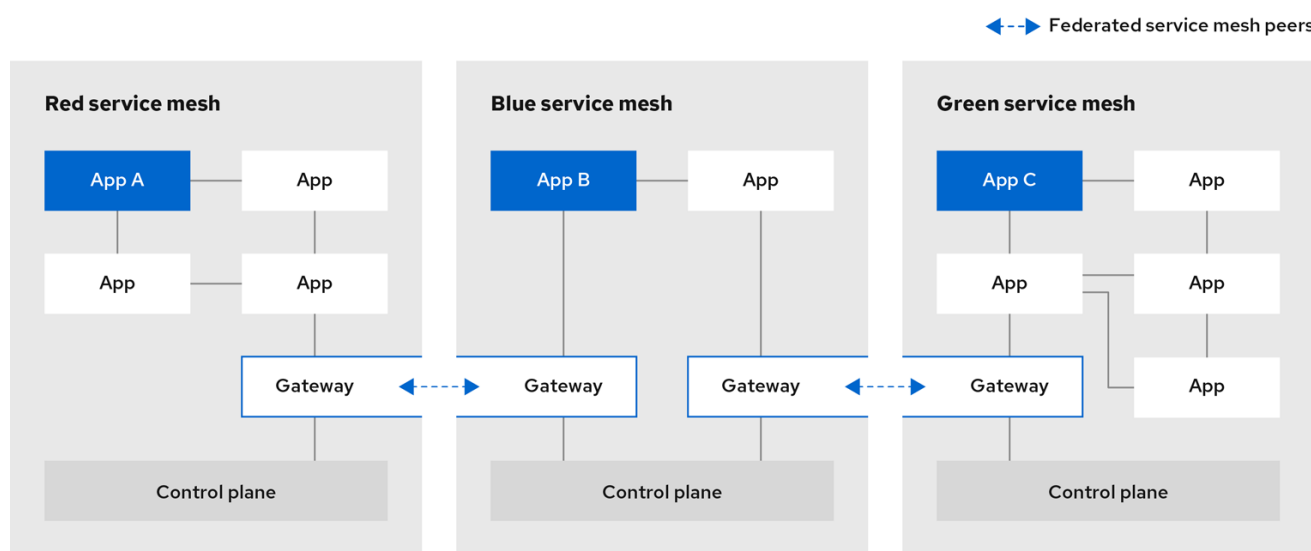 Federated service mesh peers
Red service mesh
App A
App
App
App
Gateway
Control plane
Blue service mesh
App B
App
Gateway
Gateway
Control plane
Green service mesh
App C
App
App
App
Gateway
App
Control plane